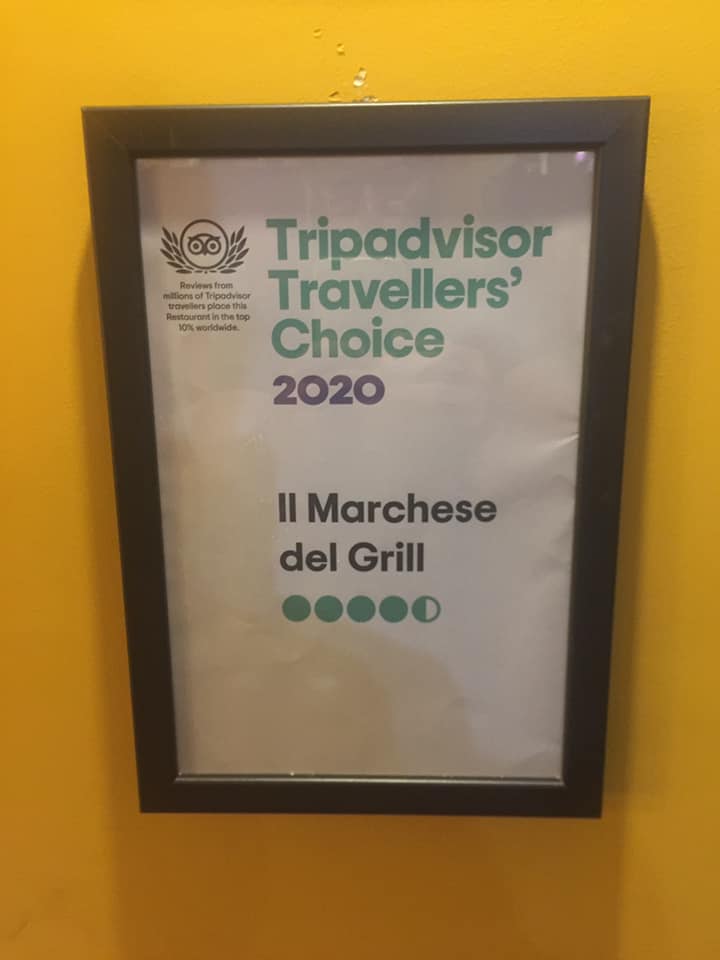 Tripadvisor
Travellers'
Choice
2020
Reviews from
millions of Tripadvisor
travellers place this
Restaurant in the top
10% worldwide.
Il Marchese
del Grill